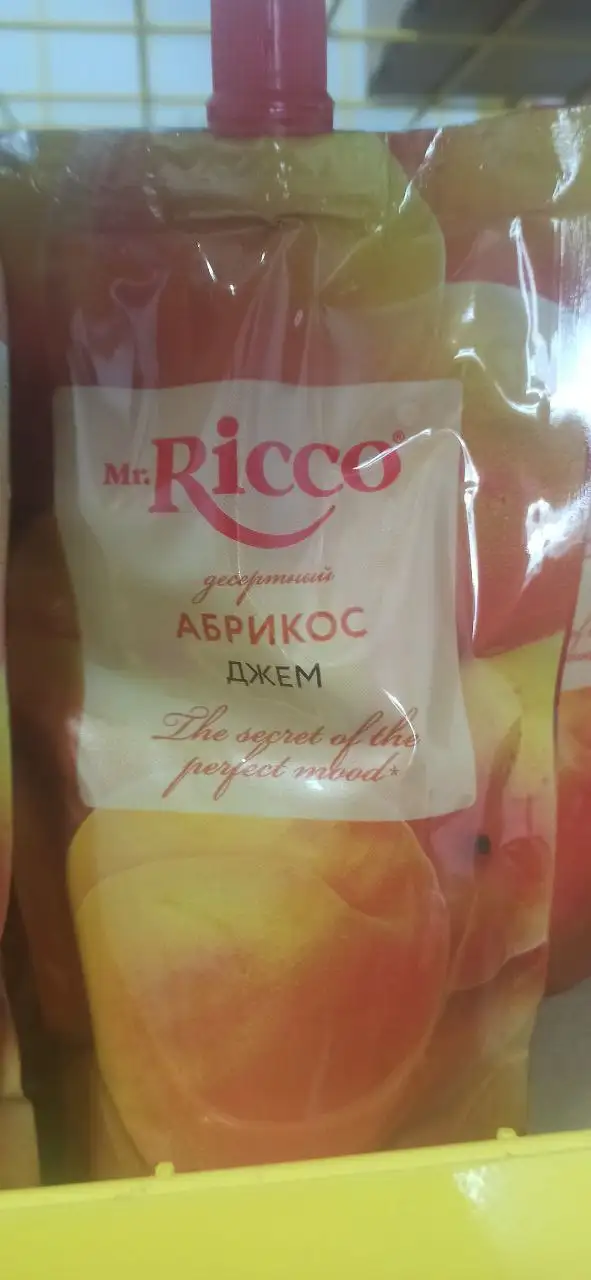 Mr. Ricco®
десертный
АБРИКОС
ДЖЕМ
The secret of the
perfect mood*